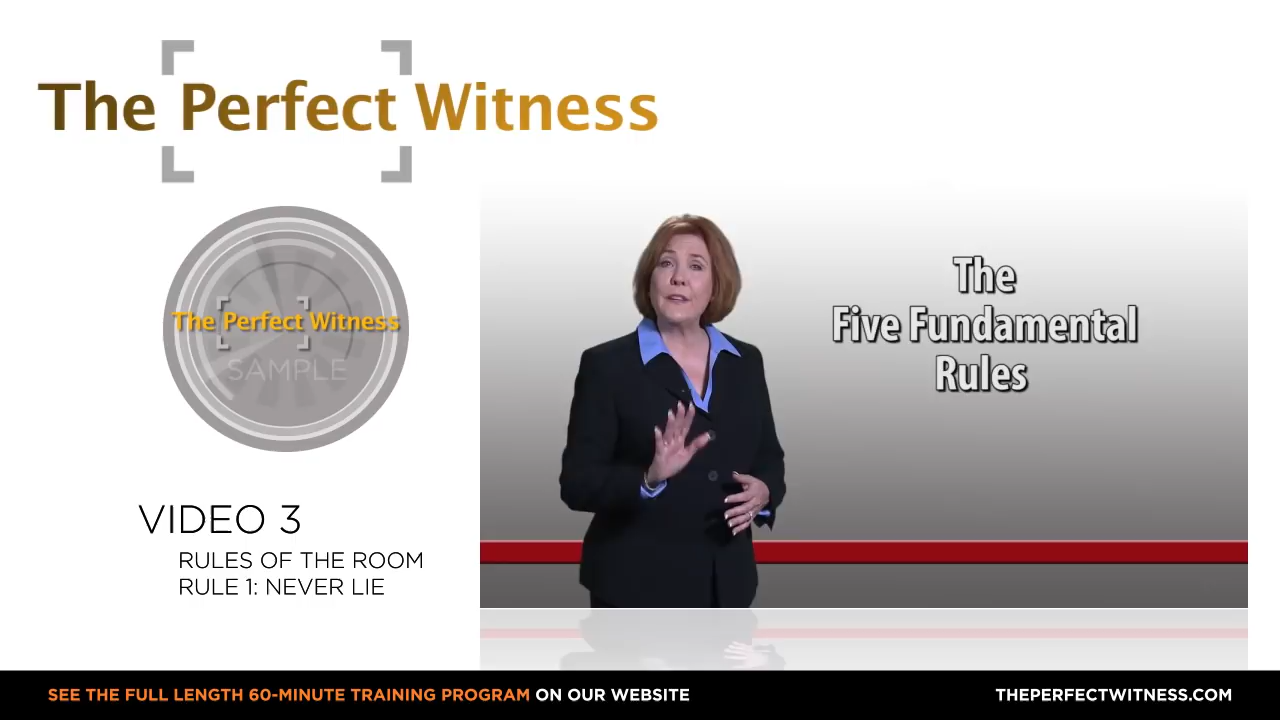 The Perfect Witness
The Perfect Witness
SAMPLE
The
Five Fundamental
Rules
VIDEO 3
RULES OF THE ROOM
RULE 1: NEVER LIE
SEE THE FULL LENGTH 60-MINUTE TRAINING PROGRAM ON OUR WEBSITE
THEPERFECTWITNESS.COM